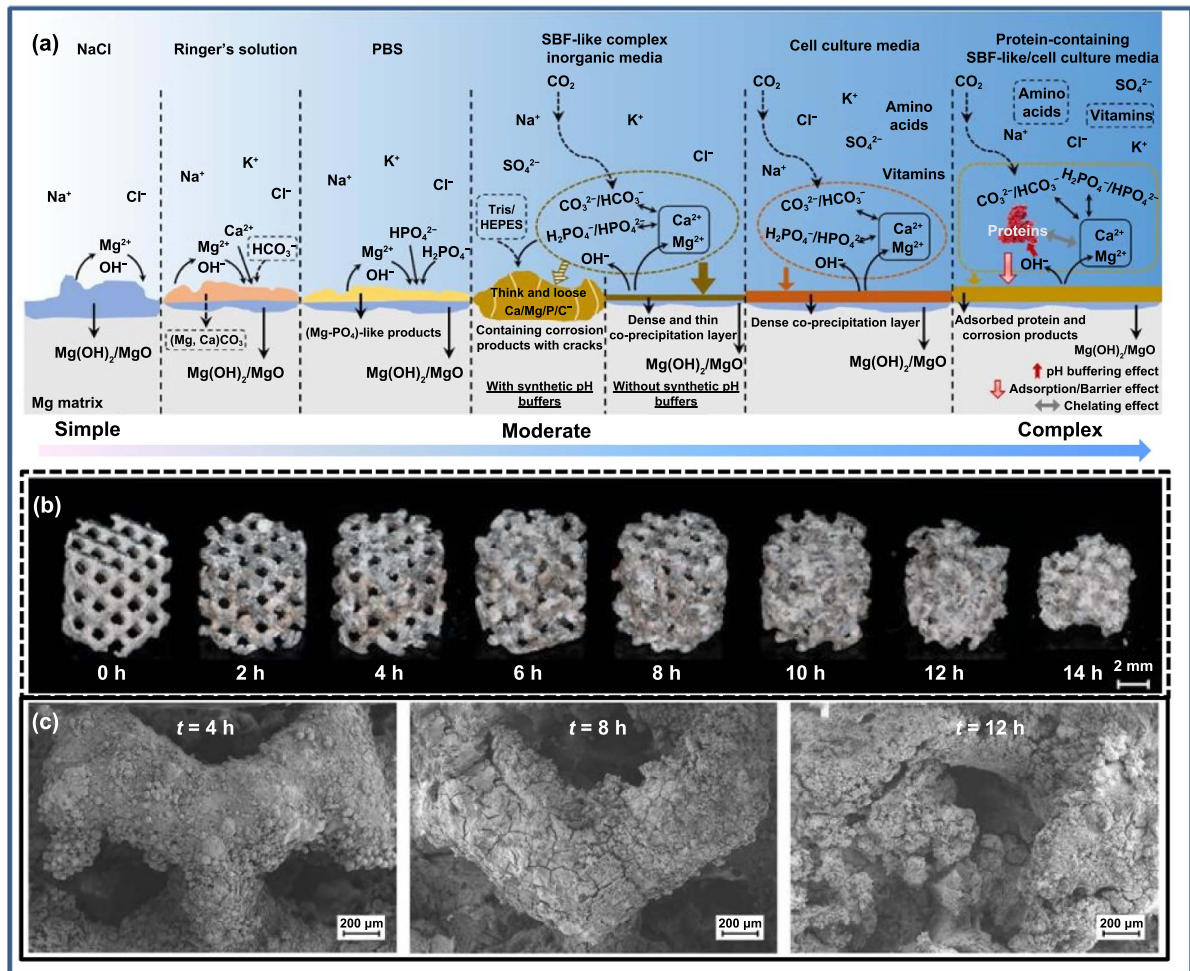 (a)
NaCl
Ringer's solution
PBS
SBF-like complex
inorganic media
Cell culture media
Protein-containing
SBF-like/cell culture media
Na⁺
Cl⁻
Mg²⁺
OH⁻
Mg(OH)₂/MgO
Mg matrix
Na⁺
K⁺
Cl⁻
Ca²⁺
Mg²⁺
HCO₃⁻
OH⁻
(Mg, Ca)CO₃
Mg(OH)₂/MgO
Na⁺
K⁺
Cl⁻
HPO₄²⁻
Mg²⁺
H₂PO₄⁻
OH⁻
(Mg-PO₄)-like products
Mg(OH)₂/MgO
CO₂
Na⁺
K⁺
SO₄²⁻
Cl⁻
Tris/
HEPES
CO₃²⁻/HCO₃⁻
H₂PO₄⁻/HPO₄²⁻
Ca²⁺
Mg²⁺
OH⁻
Think and loose
Ca/Mg/P/C⁻
Containing corrosion
products with cracks
With synthetic pH
buffers
Dense and thin
co-precipitation layer
Mg(OH)₂/MgO
Without synthetic pH
buffers
CO₂
K⁺
Cl⁻
Amino
acids
SO₄²⁻
Na⁺
Vitamins
CO₃²⁻/HCO₃⁻
H₂PO₄⁻/HPO₄²⁻
Ca²⁺
Mg²⁺
OH⁻
Dense co-precipitation layer
Mg(OH)₂/MgO
CO₂
SO₄²⁻
Amino
acids
Vitamins
Na⁺
Cl⁻
K⁺
CO₃²⁻/HCO₃⁻
H₂PO₄⁻/HPO₄²⁻
Proteins
Ca²⁺
Mg²⁺
OH⁻
Adsorbed protein and
corrosion products
Mg(OH)₂/MgO
pH buffering effect
Adsorption/Barrier effect
Chelating effect
Simple
Moderate
Complex
(b)
0 h
2 h
4 h
6 h
8 h
10 h
12 h
14 h
2 mm
(c)
t = 4 h
t = 8 h
t = 12 h
200 μm
200 μm
200 μm